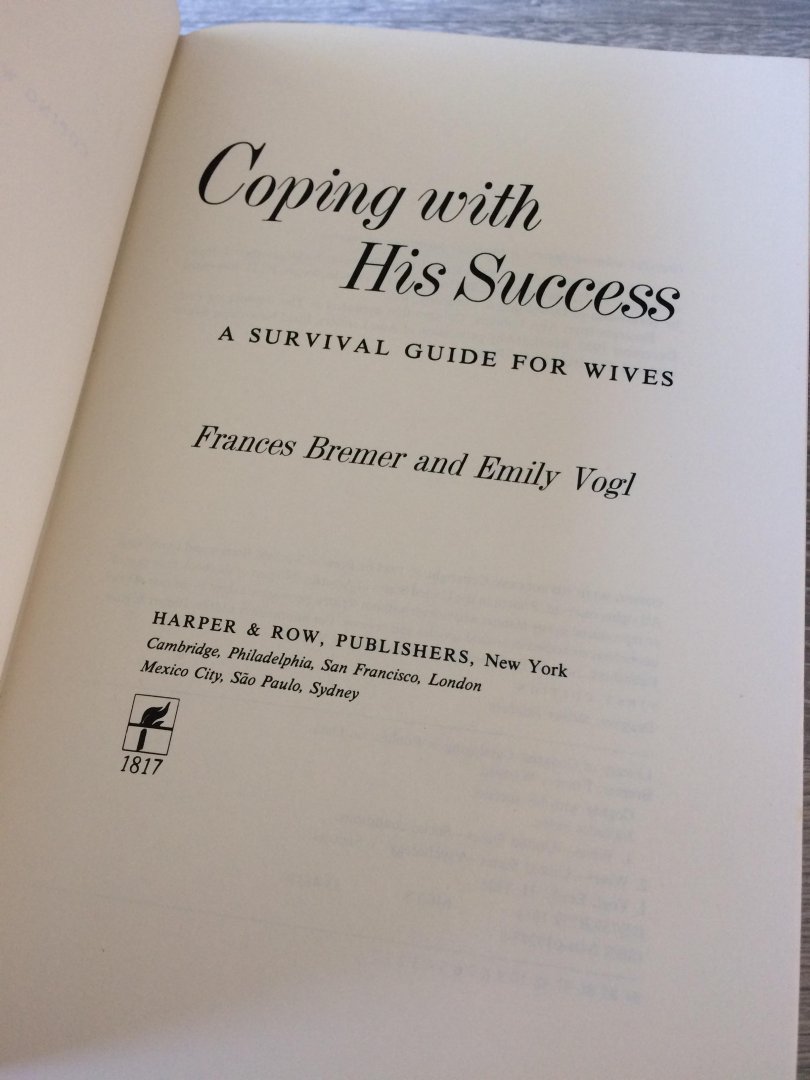 Coping with
His Success
A SURVIVAL GUIDE FOR WIVES
Frances Bremer and Emily Vogl
HARPER & ROW, PUBLISHERS, New York
Cambridge, Philadelphia, San Francisco, London
Mexico City, São Paulo, Sydney
1817